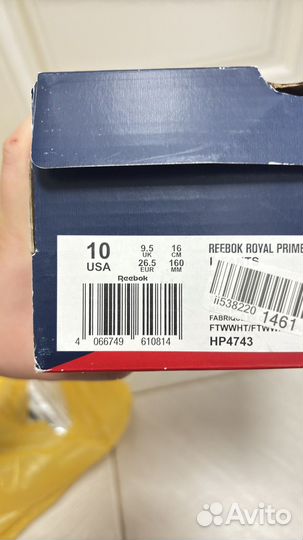 10 9.5 16 REEBOK ROYAL PRIME
USA UK CM
26.5 160
EUR MM
Reebok
4 066749 610814
1461
FTWWHT/FTWW
HP4743
Avito